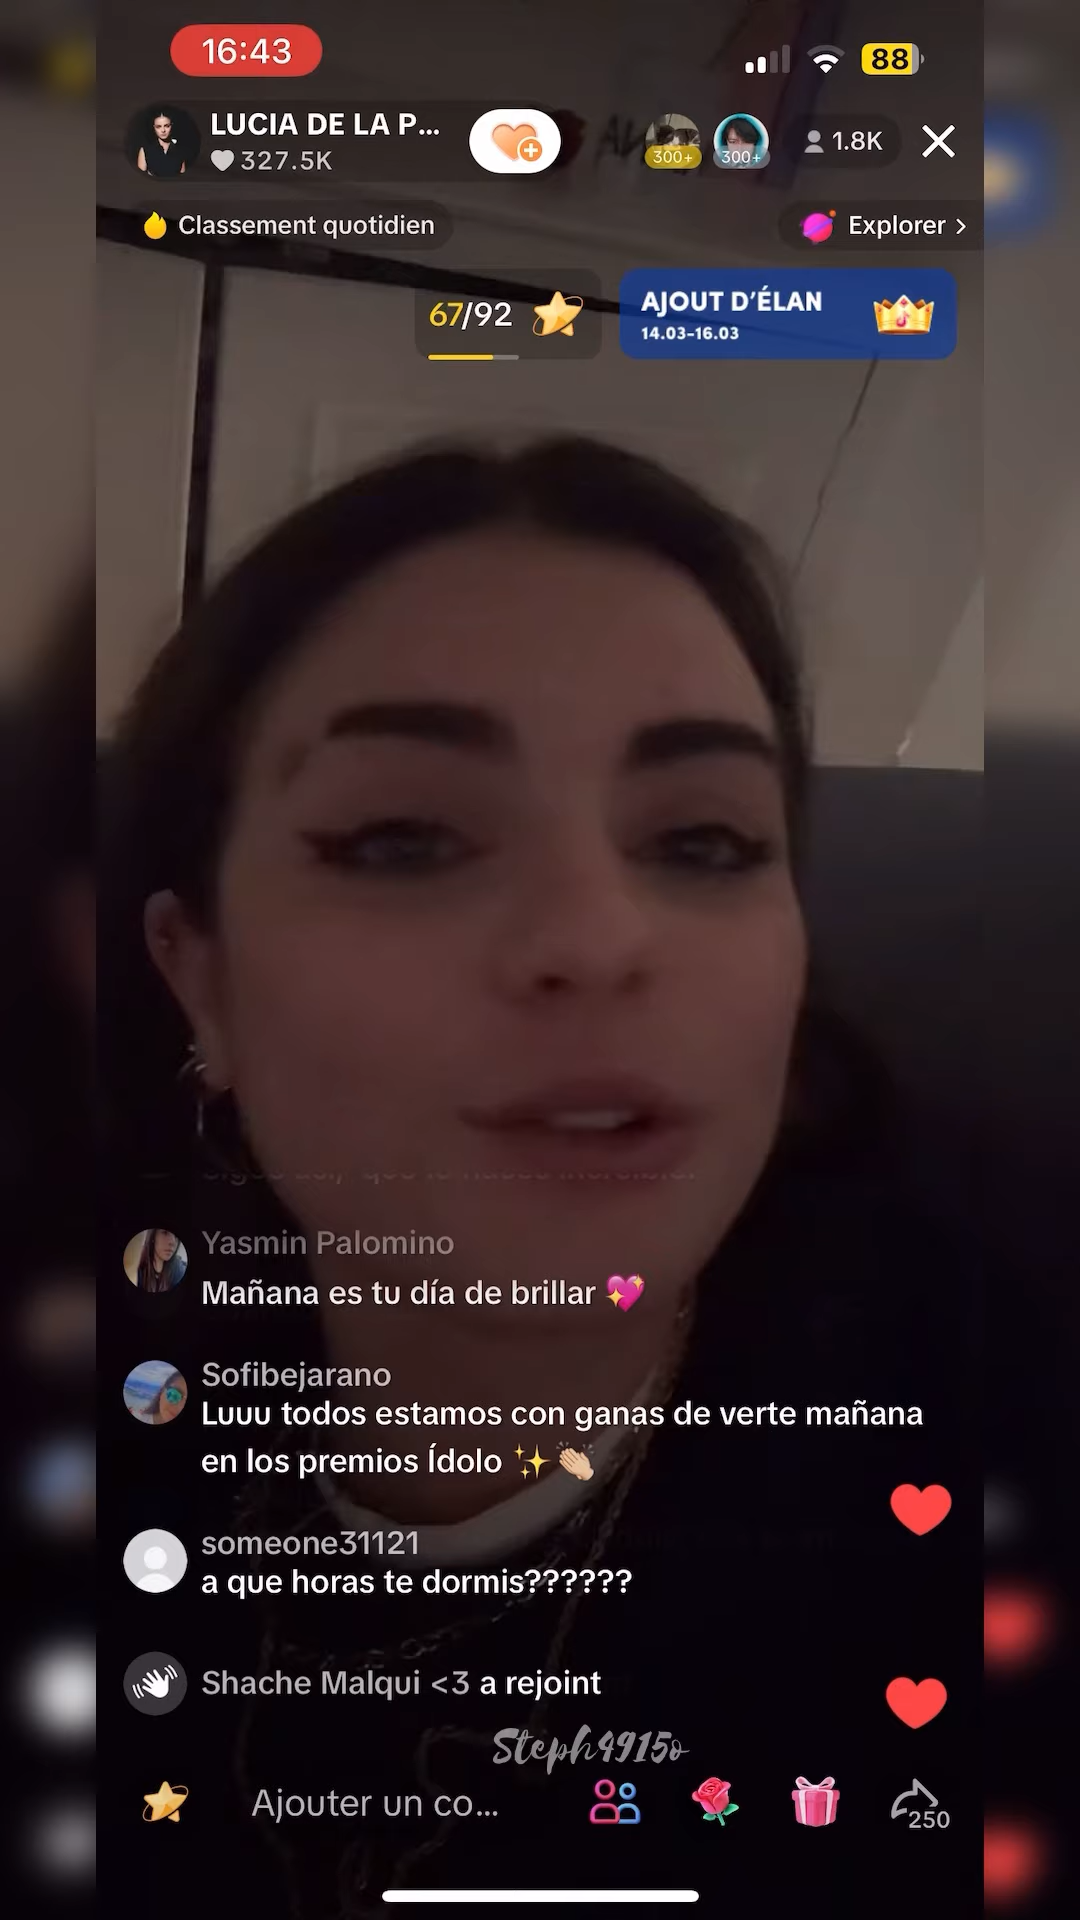 16:43
88
LUCIA DE LA P...
327.5K
300+
300+
1.8K
Classement quotidien
Explorer >
67/92
AJOUT D'ÉLAN
14.03-16.03
Yasmin Palomino
Mañana es tu día de brillar 💖
Sofibejarano
Luuu todos estamos con ganas de verte mañana
en los premios Ídolo ✨👏🏻
someone31121
a que horas te dormis??????
Shache Malqui <3 a rejoint
Steph4915o
Ajouter un co...
250